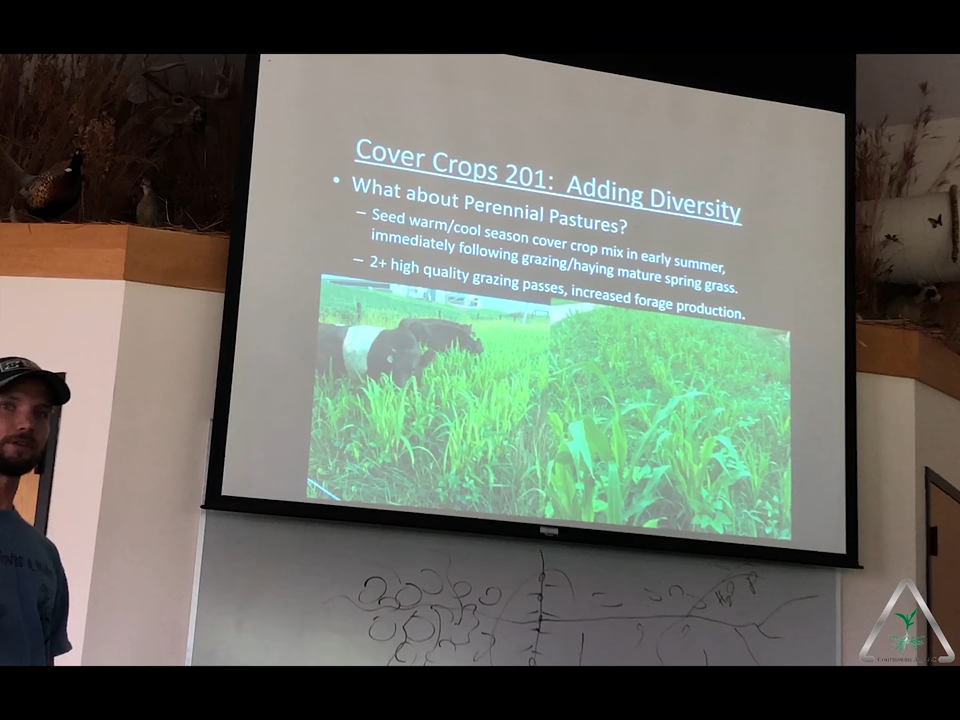 Cover Crops 201: Adding Diversity
• What about Perennial Pastures?
– Seed warm/cool season cover crop mix in early summer,
immediately following grazing/haying mature spring grass.
– 2+ high quality grazing passes, increased forage production.